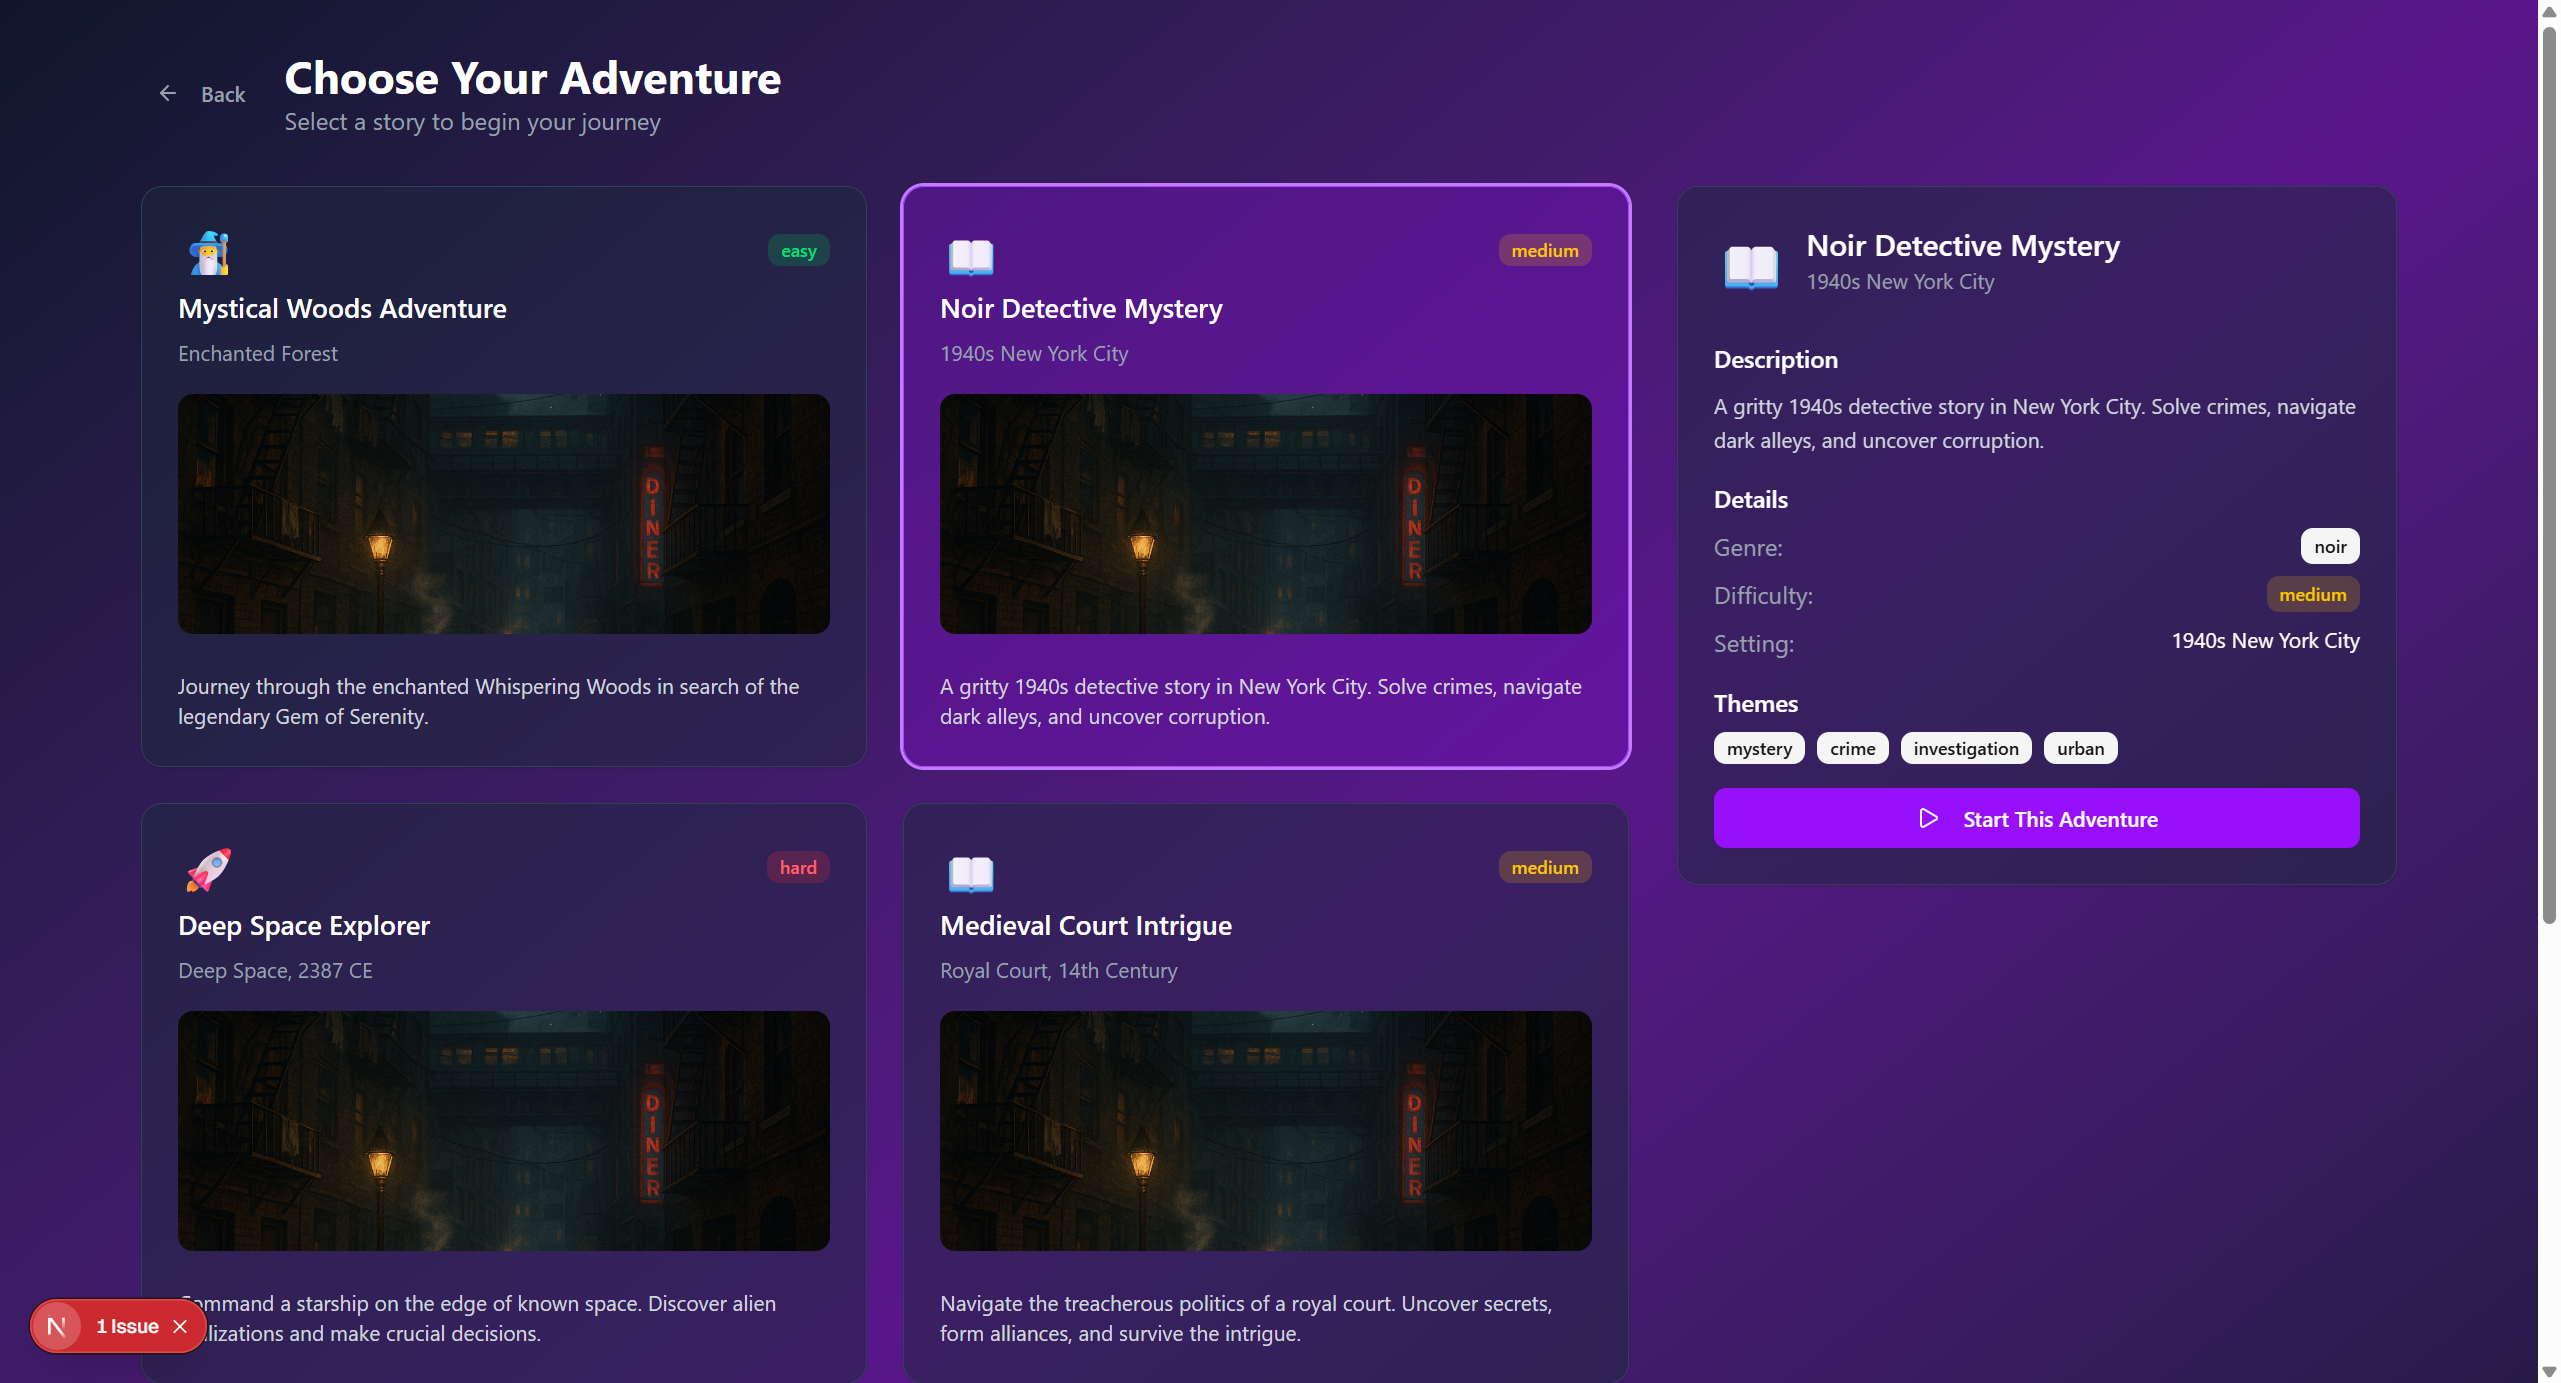 Back
Choose Your Adventure
Select a story to begin your journey
easy
Mystical Woods Adventure
Enchanted Forest
DINER
Journey through the enchanted Whispering Woods in search of the
legendary Gem of Serenity.
medium
Noir Detective Mystery
1940s New York City
DINER
A gritty 1940s detective story in New York City. Solve crimes, navigate
dark alleys, and uncover corruption.
hard
Deep Space Explorer
Deep Space, 2387 CE
DINER
Command a starship on the edge of known space. Discover alien
lizations and make crucial decisions.
medium
Medieval Court Intrigue
Royal Court, 14th Century
DINER
Navigate the treacherous politics of a royal court. Uncover secrets,
form alliances, and survive the intrigue.
Noir Detective Mystery
1940s New York City
Description
A gritty 1940s detective story in New York City. Solve crimes, navigate
dark alleys, and uncover corruption.
Details
Genre:
noir
Difficulty:
medium
Setting:
1940s New York City
Themes
mystery
crime
investigation
urban
Start This Adventure
N
1 Issue